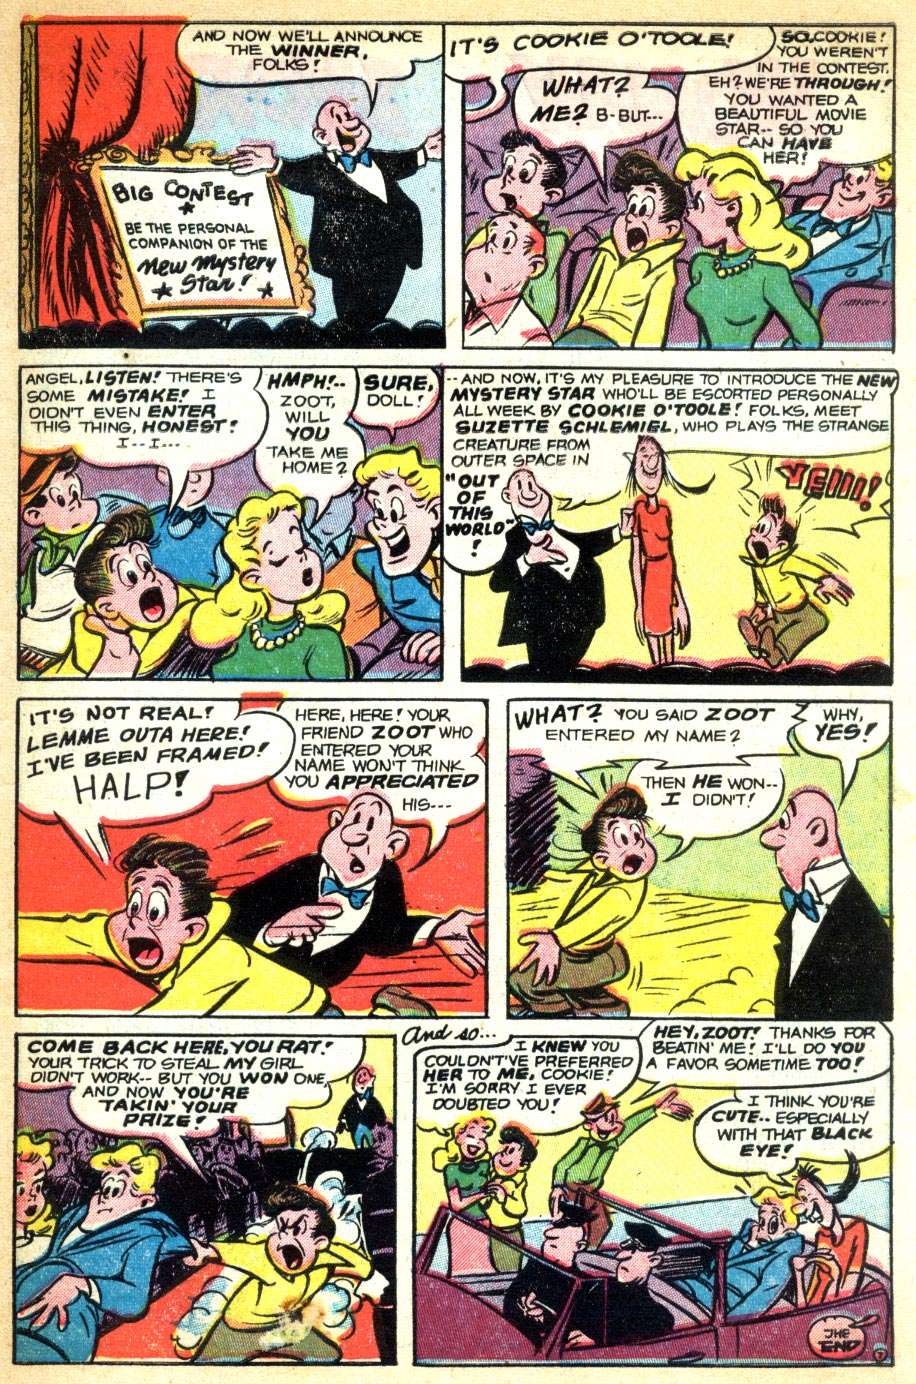 AND NOW WE'LL ANNOUNCE
THE WINNER,
FOLKS!
BIG CONTEST
BE THE PERSONAL
COMPANION OF THE
new mystery
Star!
IT'S COOKIE O'TOOLE!
WHAT?
ME? B-BUT---
SO, COOKIE!
YOU WEREN'T
IN THE CONTEST,
EH? WE'RE THROUGH!
YOU WANTED A
BEAUTIFUL MOVIE
STAR-- SO YOU
CAN HAVE
HER!
ANGEL, LISTEN! THERE'S
SOME MISTAKE! I
DIDN'T EVEN ENTER
THIS THING, HONEST!
I--I---
HMPH!--
ZOOT,
WILL
YOU
TAKE ME
HOME?
SURE,
DOLL!
--AND NOW, IT'S MY PLEASURE TO INTRODUCE THE NEW
MYSTERY STAR WHO'LL BE ESCORTED PERSONALLY
ALL WEEK BY COOKIE O'TOOLE! FOLKS, MEET
SUZETTE SCHLEMIEL, WHO PLAYS THE STRANGE
CREATURE FROM
OUTER SPACE IN
"OUT
OF
THIS
WORLD"
!
YEIIII!
IT'S NOT REAL!
LEMME OUTA HERE!
I'VE BEEN FRAMED!
HALP!
HERE, HERE! YOUR
FRIEND ZOOT WHO
ENTERED YOUR
NAME WON'T THINK
YOU APPRECIATED
HIS---
WHAT? YOU SAID ZOOT
ENTERED MY NAME?
WHY,
YES!
THEN HE WON--
I DIDN'T!
COME BACK HERE, YOU RAT!
YOUR TRICK TO STEAL MY GIRL
DIDN'T WORK-- BUT YOU WON ONE,
AND NOW YOU'RE
TAKIN' YOUR
PRIZE!
And so...
I KNEW YOU
COULDN'T'VE PREFERRED
HER TO ME, COOKIE!
I'M SORRY I EVER
DOUBTED YOU!
HEY, ZOOT! THANKS FOR
BEATIN' ME! I'LL DO YOU
A FAVOR SOMETIME TOO!
I THINK YOU'RE
CUTE-- ESPECIALLY
WITH THAT BLACK
EYE!
THE
END
7